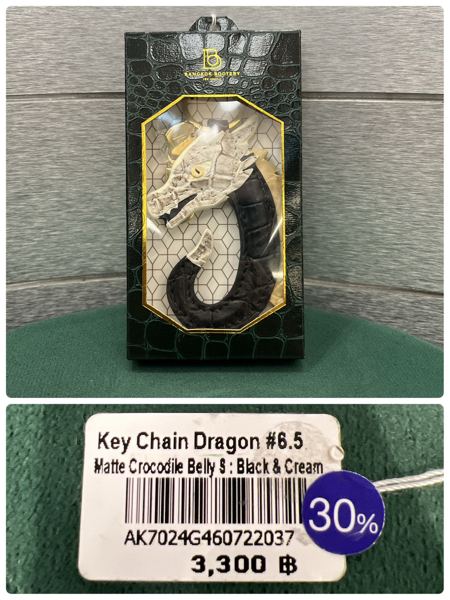 BANGKOK BOOTERY
Key Chain Dragon #6.5
Matte Crocodile Belly S : Black & Cream
30%
AK7024G460722037
3,300 ฿